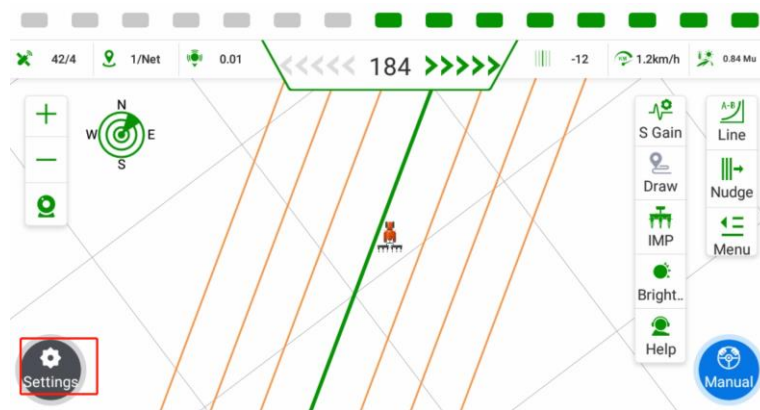 42/4
1/Net
0.01
<<<<< 184 >>>>>
-12
KM
1.2km/h
0.84 Mu
+
−
N
W
E
S
S Gain
Draw
IMP
Bright..
Help
A-B
Line
Nudge
Menu
Settings
Manual